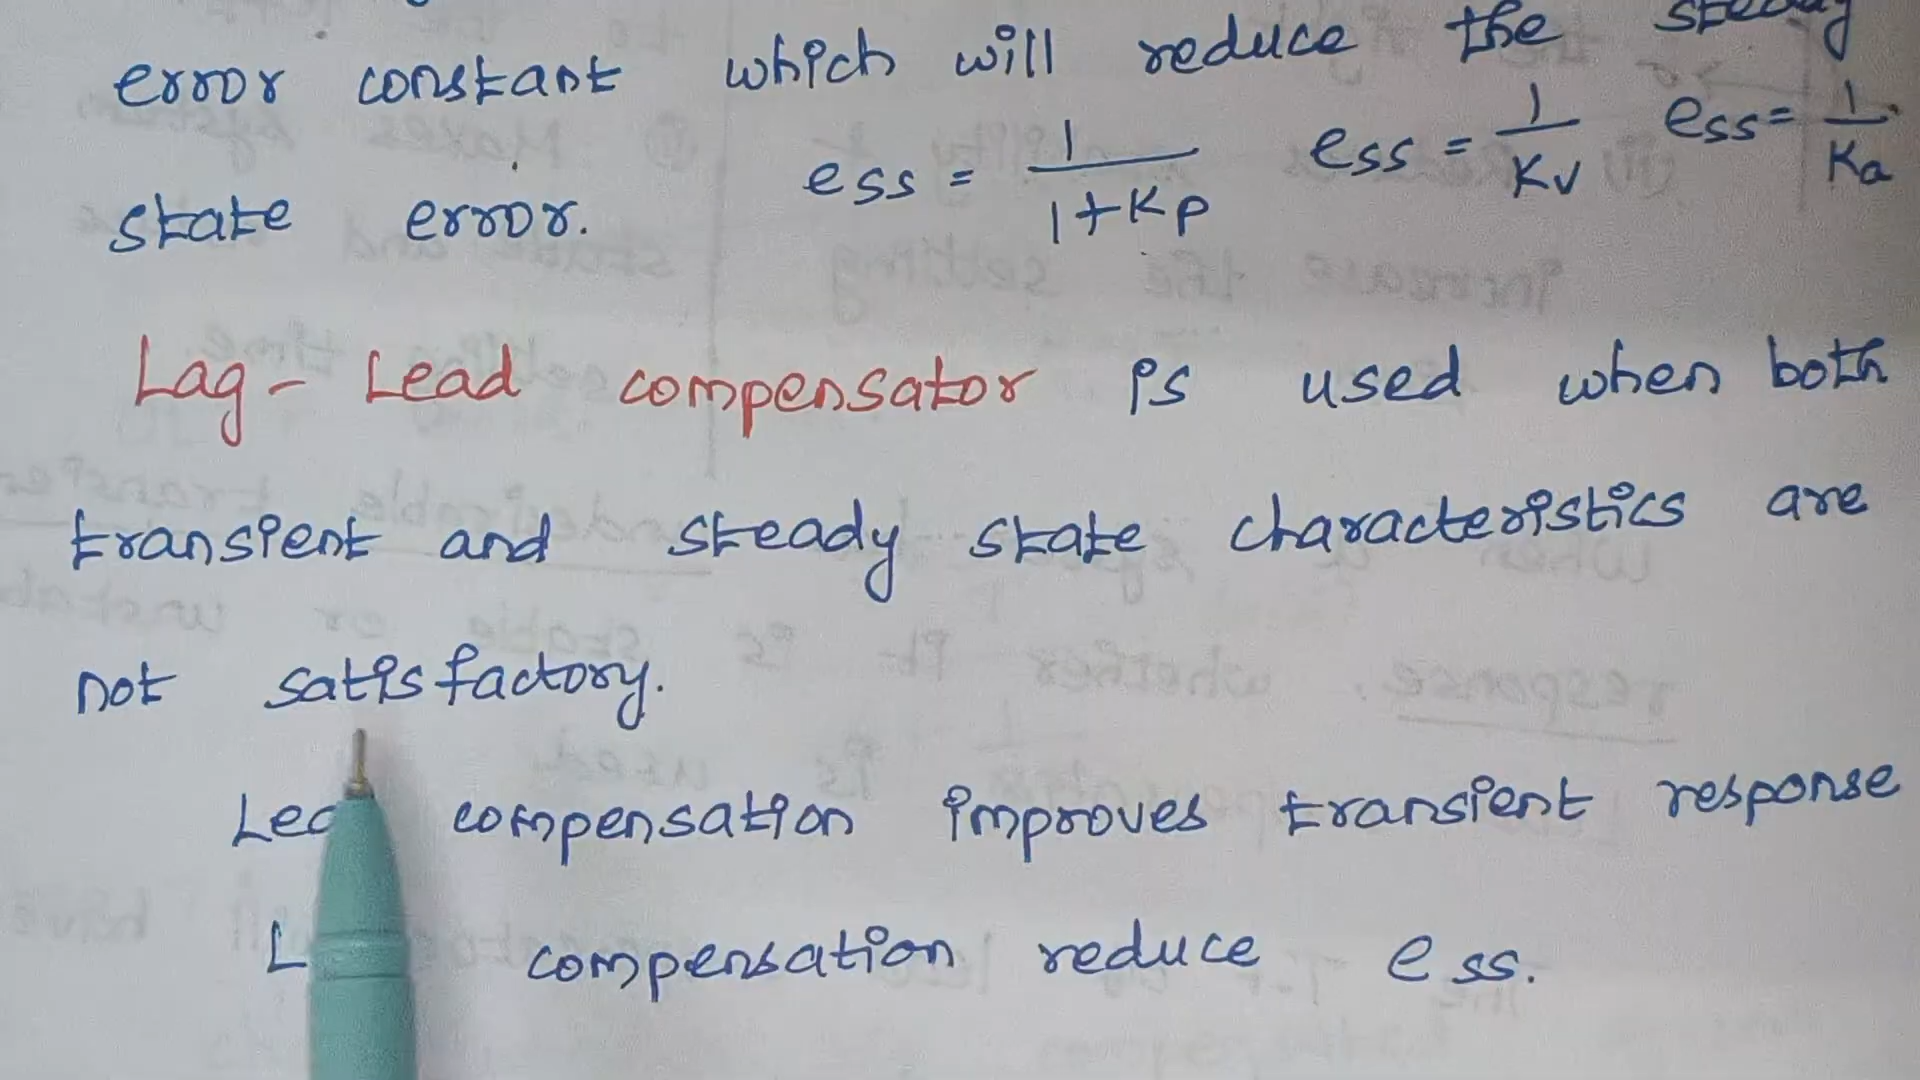 error constant which will reduce the steady
state error. ess = 1/(1+Kp) ess = 1/Kv ess = 1/Ka
Lag - Lead compensator is used when both
transient and steady state characteristics are
not satisfactory.
compensation improves transient response
compensation reduce ess.